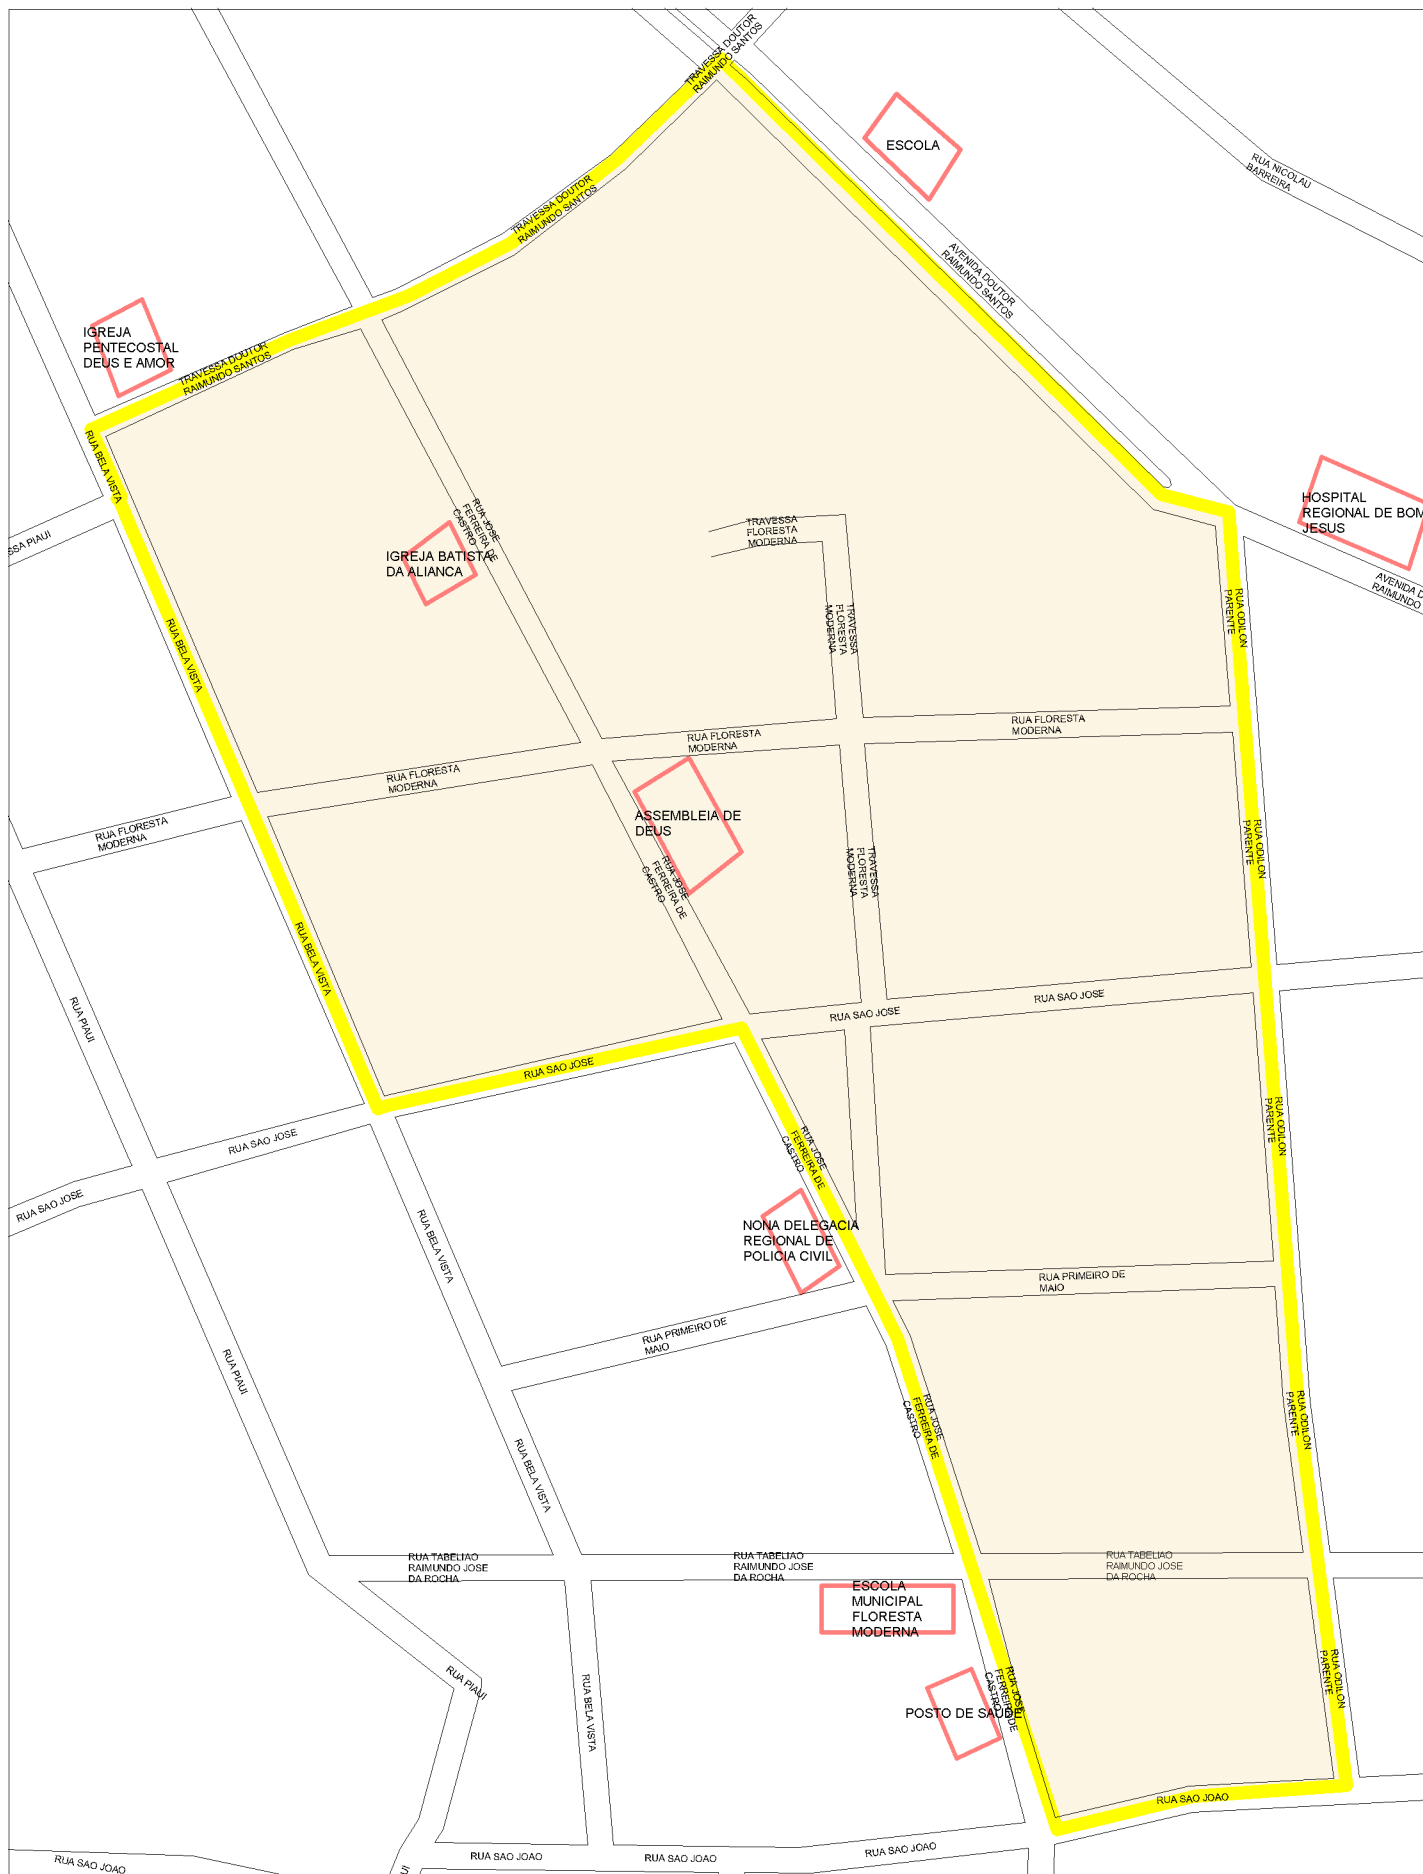 TRAVESSA DOUTOR
RAIMUNDO SANTOS
ESCOLA
RUA NICOLAU
BARREIRA
TRAVESSA DOUTOR
RAIMUNDO SANTOS
AVENIDA DOUTOR
RAIMUNDO SANTOS
IGREJA
PENTECOSTAL
DEUS E AMOR
TRAVESSA DOUTOR
RAIMUNDO SANTOS
RUA BELA VISTA
SSA PIAUI
RUA JOSE
FERREIRA DE
CASTRO
IGREJA BATISTA
DA ALIANCA
TRAVESSA
FLORESTA
MODERNA
HOSPITAL
REGIONAL DE BOM
JESUS
AVENIDA D
RAIMUNDO
RUA BELA VISTA
TRAVESSA
FLORESTA
MODERNA
RUA ODILON
PARENTE
RUA FLORESTA
MODERNA
RUA FLORESTA
MODERNA
RUA FLORESTA
MODERNA
RUA FLORESTA
MODERNA
ASSEMBLEIA DE
DEUS
RUA JOSE
FERREIRA DE
CASTRO
TRAVESSA
FLORESTA
MODERNA
RUA ODILON
PARENTE
RUA BELA VISTA
RUA PIAUI
RUA SAO JOSE
RUA SAO JOSE
RUA SAO JOSE
RUA SAO JOSE
RUA SAO JOSE
RUA JOSE
FERREIRA DE
CASTRO
RUA ODILON
PARENTE
RUA BELA VISTA
NONA DELEGACIA
REGIONAL DE
POLICIA CIVIL
RUA PRIMEIRO DE
MAIO
RUA PRIMEIRO DE
MAIO
RUA PIAUI
RUA JOSE
FERREIRA DE
CASTRO
RUA ODILON
PARENTE
RUA BELA VISTA
RUA TABELIAO
RAIMUNDO JOSE
DA ROCHA
RUA TABELIAO
RAIMUNDO JOSE
DA ROCHA
RUA TABELIAO
RAIMUNDO JOSE
DA ROCHA
ESCOLA
MUNICIPAL
FLORESTA
MODERNA
RUA PIAUI
RUA BELA VISTA
POSTO DE SAUDE
RUA JOSE
FERREIRA DE
CASTRO
RUA ODILON
PARENTE
RUA SAO JOAO
RUA SAO JOAO
RUA SAO JOAO
RUA SAO JOAO
RUA SAO JOAO